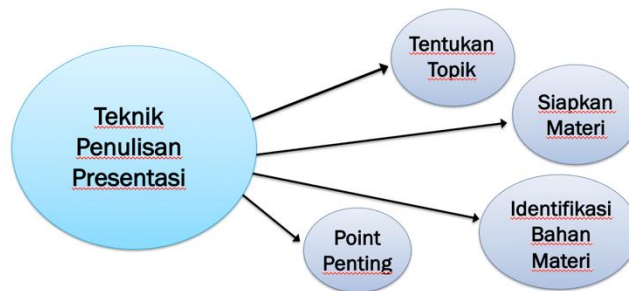 Teknik
Penulisan
Presentasi
Tentukan
Topik
Siapkan
Materi
Identifikasi
Bahan
Materi
Point
Penting